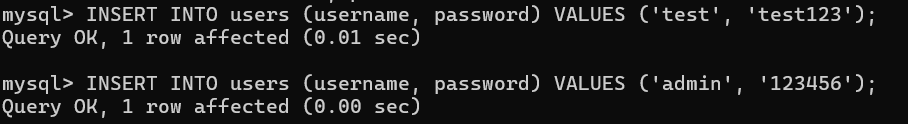 mysql> INSERT INTO users (username, password) VALUES ('test', 'test123');
Query OK, 1 row affected (0.01 sec)
mysql> INSERT INTO users (username, password) VALUES ('admin', '123456');
Query OK, 1 row affected (0.00 sec)